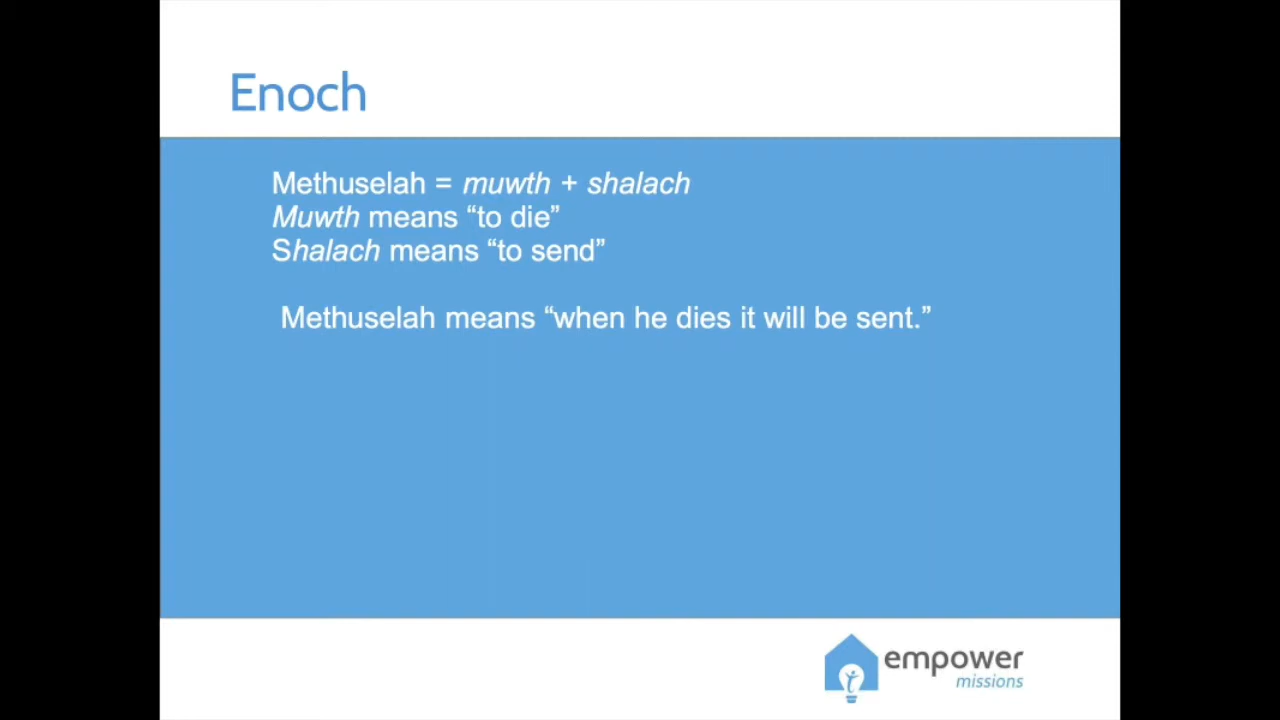 Enoch
Methuselah = muwth + shalach
Muwth means “to die”
Shalach means “to send”
Methuselah means “when he dies it will be sent.”
empower
missions